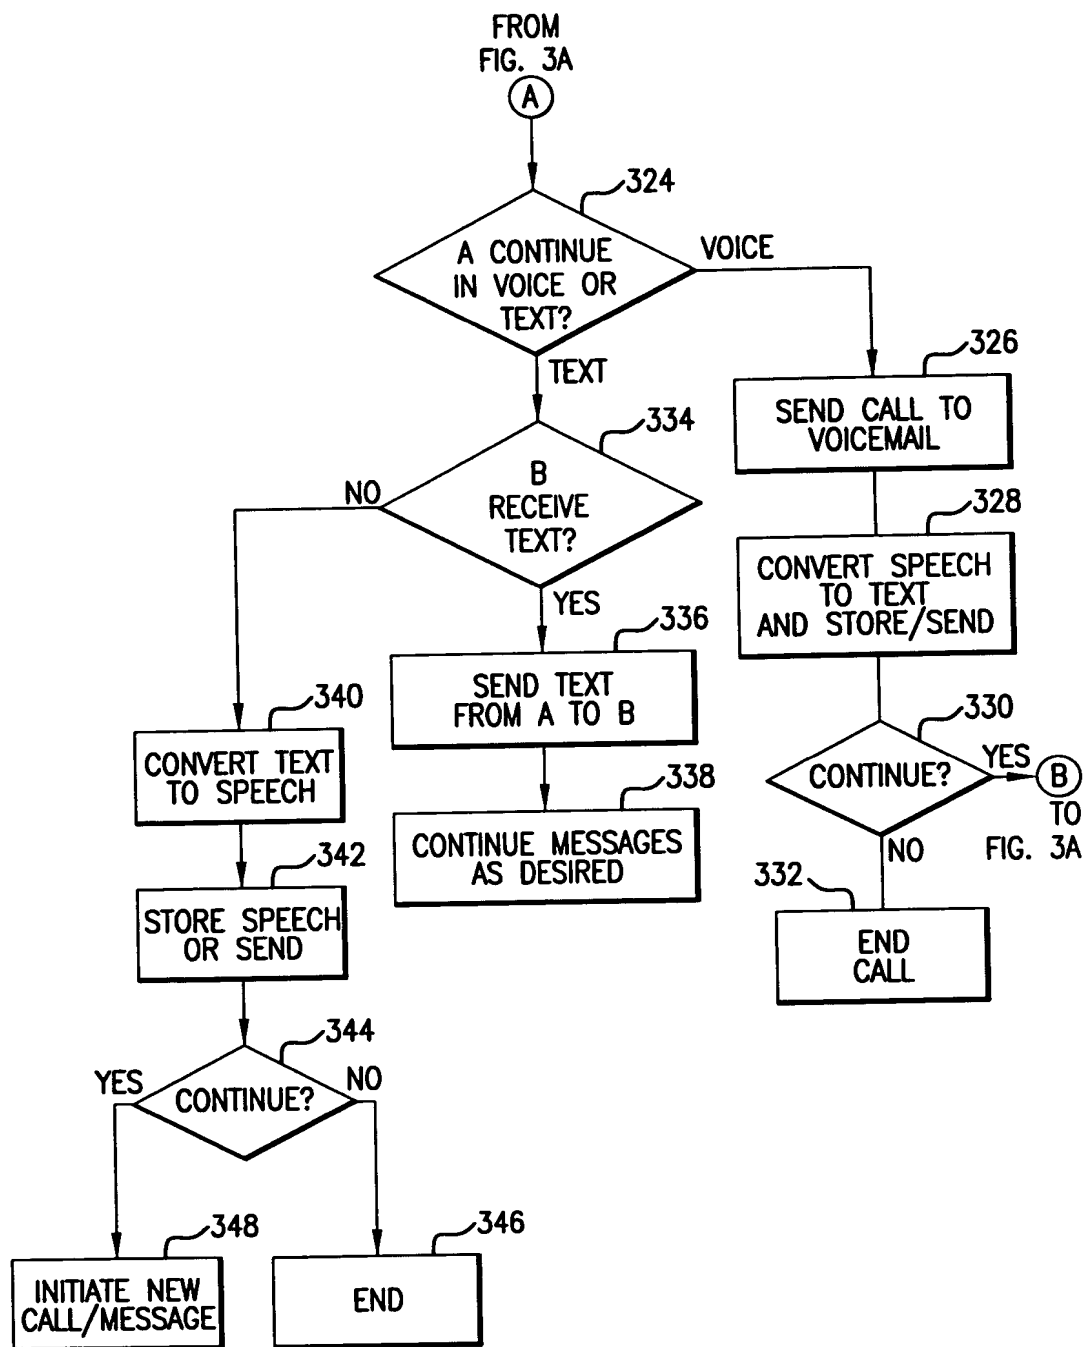 FROM
FIG. 3A
A
324
A CONTINUE
IN VOICE OR
TEXT?
VOICE
TEXT
326
SEND CALL TO
VOICEMAIL
334
B
RECEIVE
TEXT?
NO
YES
328
CONVERT SPEECH
TO TEXT
AND STORE/SEND
336
SEND TEXT
FROM A TO B
330
CONTINUE?
YES
B
TO
FIG. 3A
NO
340
CONVERT TEXT
TO SPEECH
338
CONTINUE MESSAGES
AS DESIRED
332
END
CALL
342
STORE SPEECH
OR SEND
344
CONTINUE?
YES
NO
348
INITIATE NEW
CALL/MESSAGE
346
END